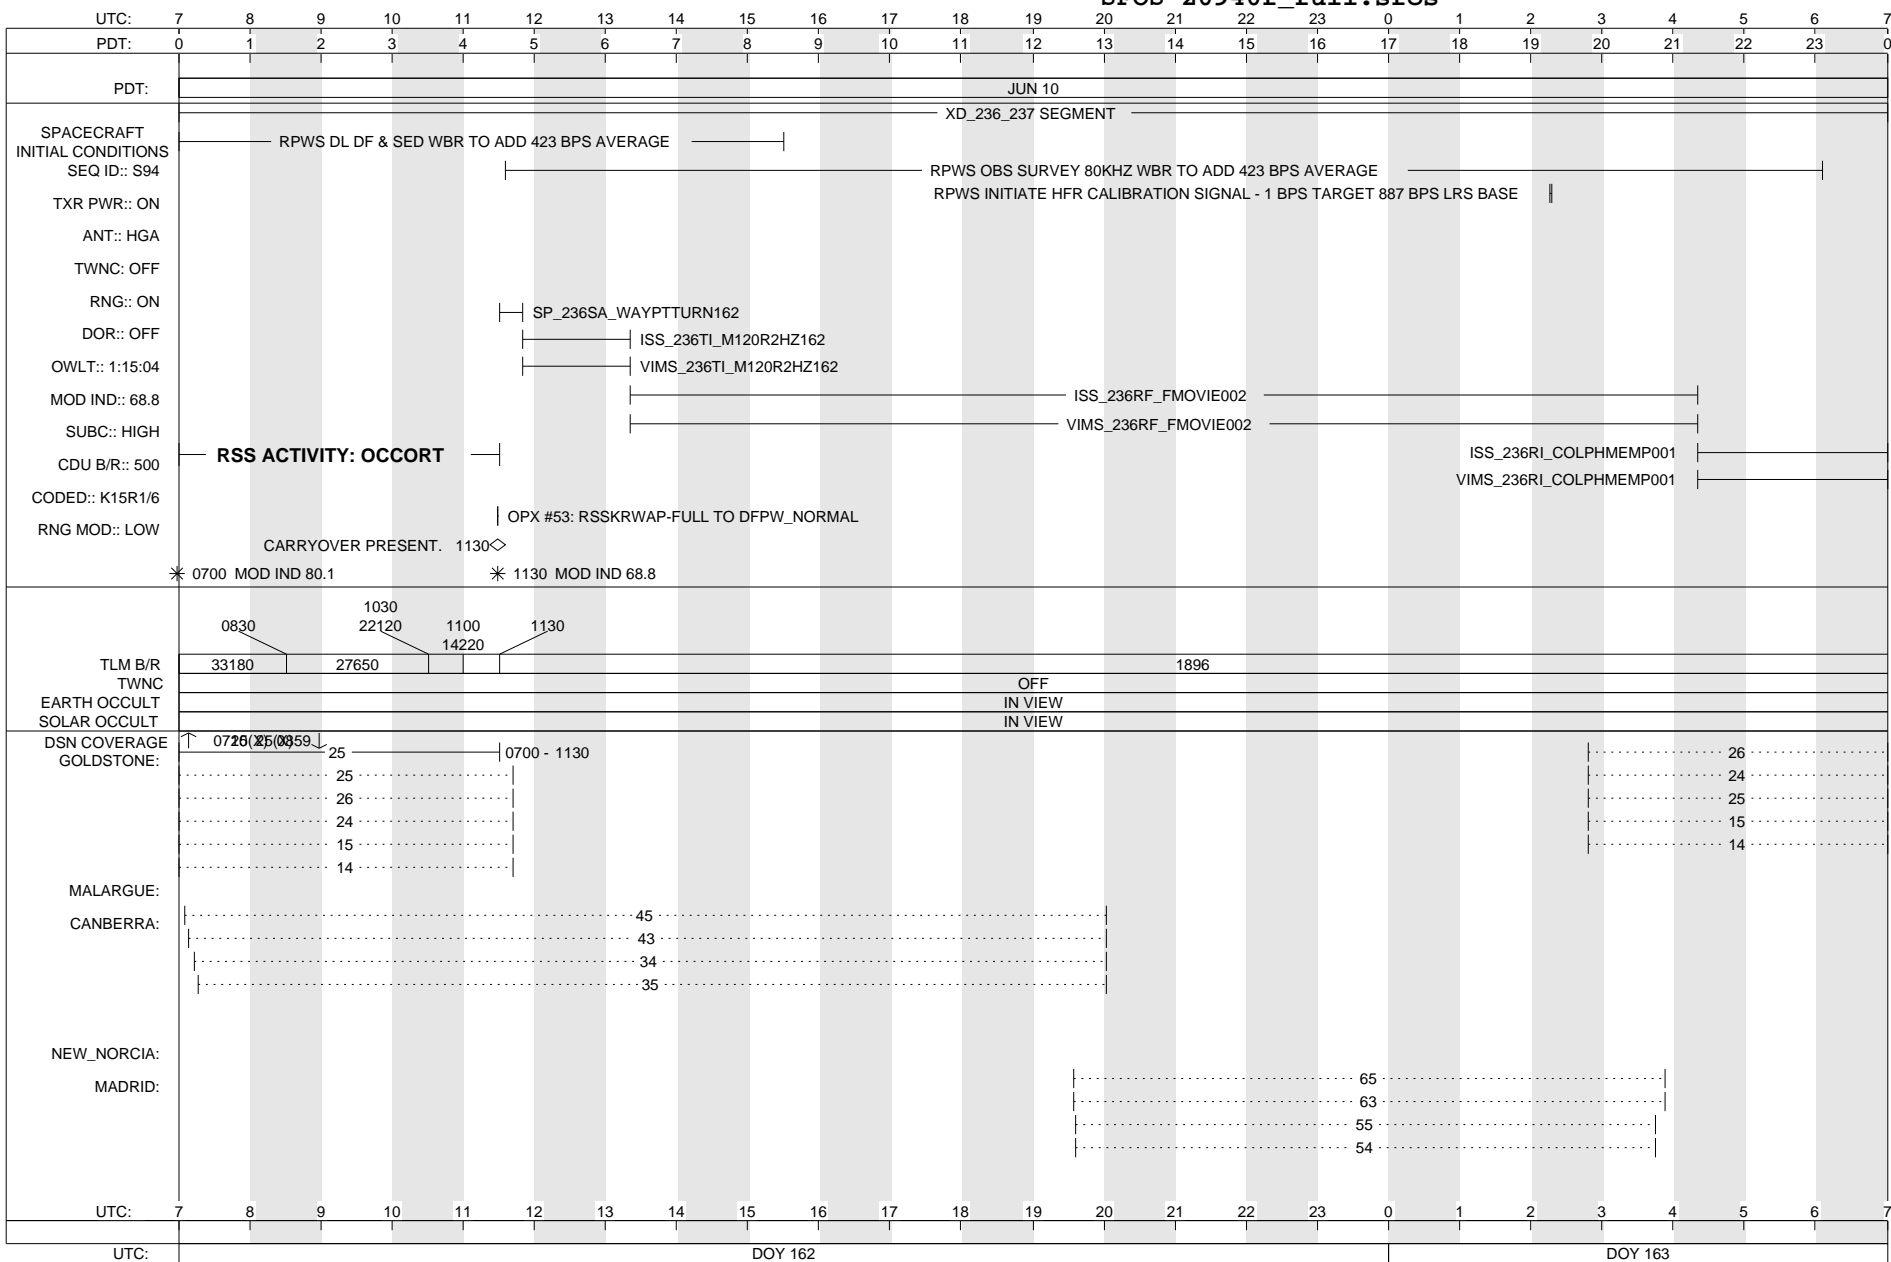 UTC: 7 8 9 10 11 12 13 14 15 16 17 18 19 20 21 22 23 0 1 2 3 4 5 6 7
PDT: 0 1 2 3 4 5 6 7 8 9 10 11 12 13 14 15 16 17 18 19 20 21 22 23 0
PDT: JUN 10
XD_236_237 SEGMENT
SPACECRAFT
INITIAL CONDITIONS
RPWS DL DF & SED WBR TO ADD 423 BPS AVERAGE
SEQ ID:: S94
RPWS OBS SURVEY 80KHZ WBR TO ADD 423 BPS AVERAGE
RPWS INITIATE HFR CALIBRATION SIGNAL - 1 BPS TARGET 887 BPS LRS BASE
TXR PWR:: ON
ANT:: HGA
TWNC: OFF
RNG:: ON
SP_236SA_WAYPTTURN162
DOR:: OFF
ISS_236TI_M120R2HZ162
OWLT:: 1:15:04
VIMS_236TI_M120R2HZ162
MOD IND:: 68.8
ISS_236RF_FMOVIE002
SUBC:: HIGH
VIMS_236RF_FMOVIE002
RSS ACTIVITY: OCCORT
ISS_236RI_COLPHMEMP001
CDU B/R:: 500
VIMS_236RI_COLPHMEMP001
CODED:: K15R1/6
OPX #53: RSSKRWAP-FULL TO DFPW_NORMAL
RNG MOD:: LOW
CARRYOVER PRESENT. 1130
0700 MOD IND 80.1
1130 MOD IND 68.8
1030
0830 22120 1100 1130
14220
TLM B/R 33180 27650 1896
TWNC OFF
EARTH OCCULT IN VIEW
SOLAR OCCULT IN VIEW
DSN COVERAGE
GOLDSTONE:
25 0700 - 1130 26
25 24
26 25
24 15
15 14
14
MALARGUE:
CANBERRA:
45
43
34
35
NEW_NORCIA:
MADRID:
65
63
55
54
UTC: 7 8 9 10 11 12 13 14 15 16 17 18 19 20 21 22 23 0 1 2 3 4 5 6 7
UTC: DOY 162 DOY 163